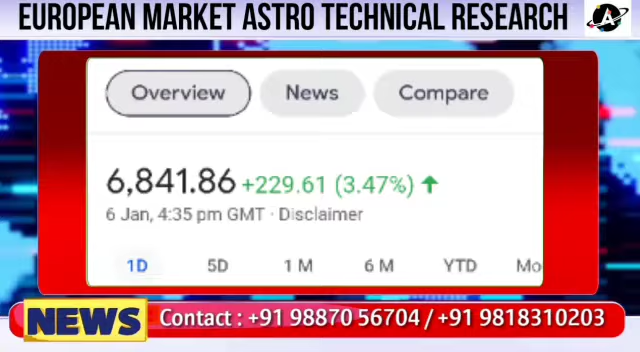 EUROPEAN MARKET ASTRO TECHNICAL RESEARCH
A
Overview News Compare
6,841.86 +229.61 (3.47%) ↑
6 Jan, 4:35 pm GMT · Disclaimer
1D 5D 1 M 6 M YTD Mo
NEWS Contact : +91 98870 56704 / +91 9818310203